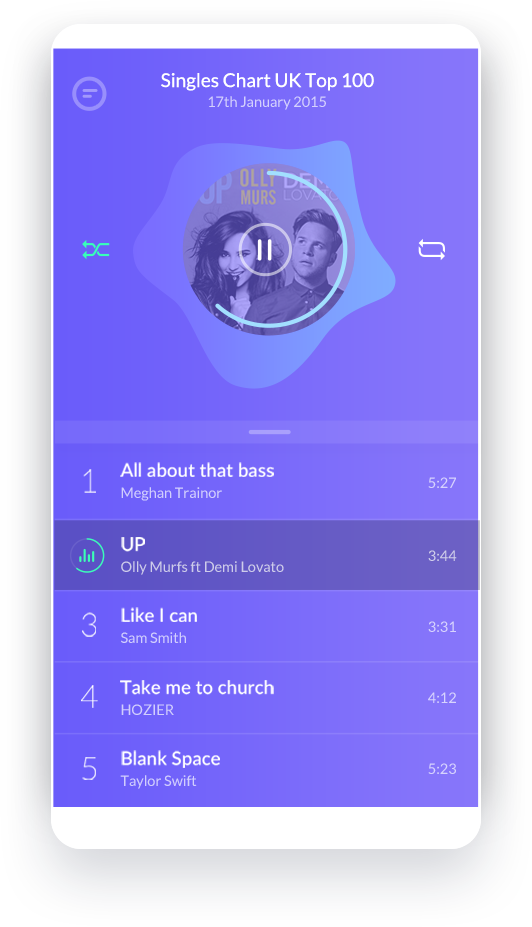 Singles Chart UK Top 100
17th January 2015
UP
OLLY
MURS
DEMI
LOVATO
1
All about that bass
Meghan Trainor
5:27
UP
Olly Murfs ft Demi Lovato
3:44
3
Like I can
Sam Smith
3:31
4
Take me to church
HOZIER
4:12
5
Blank Space
Taylor Swift
5:23